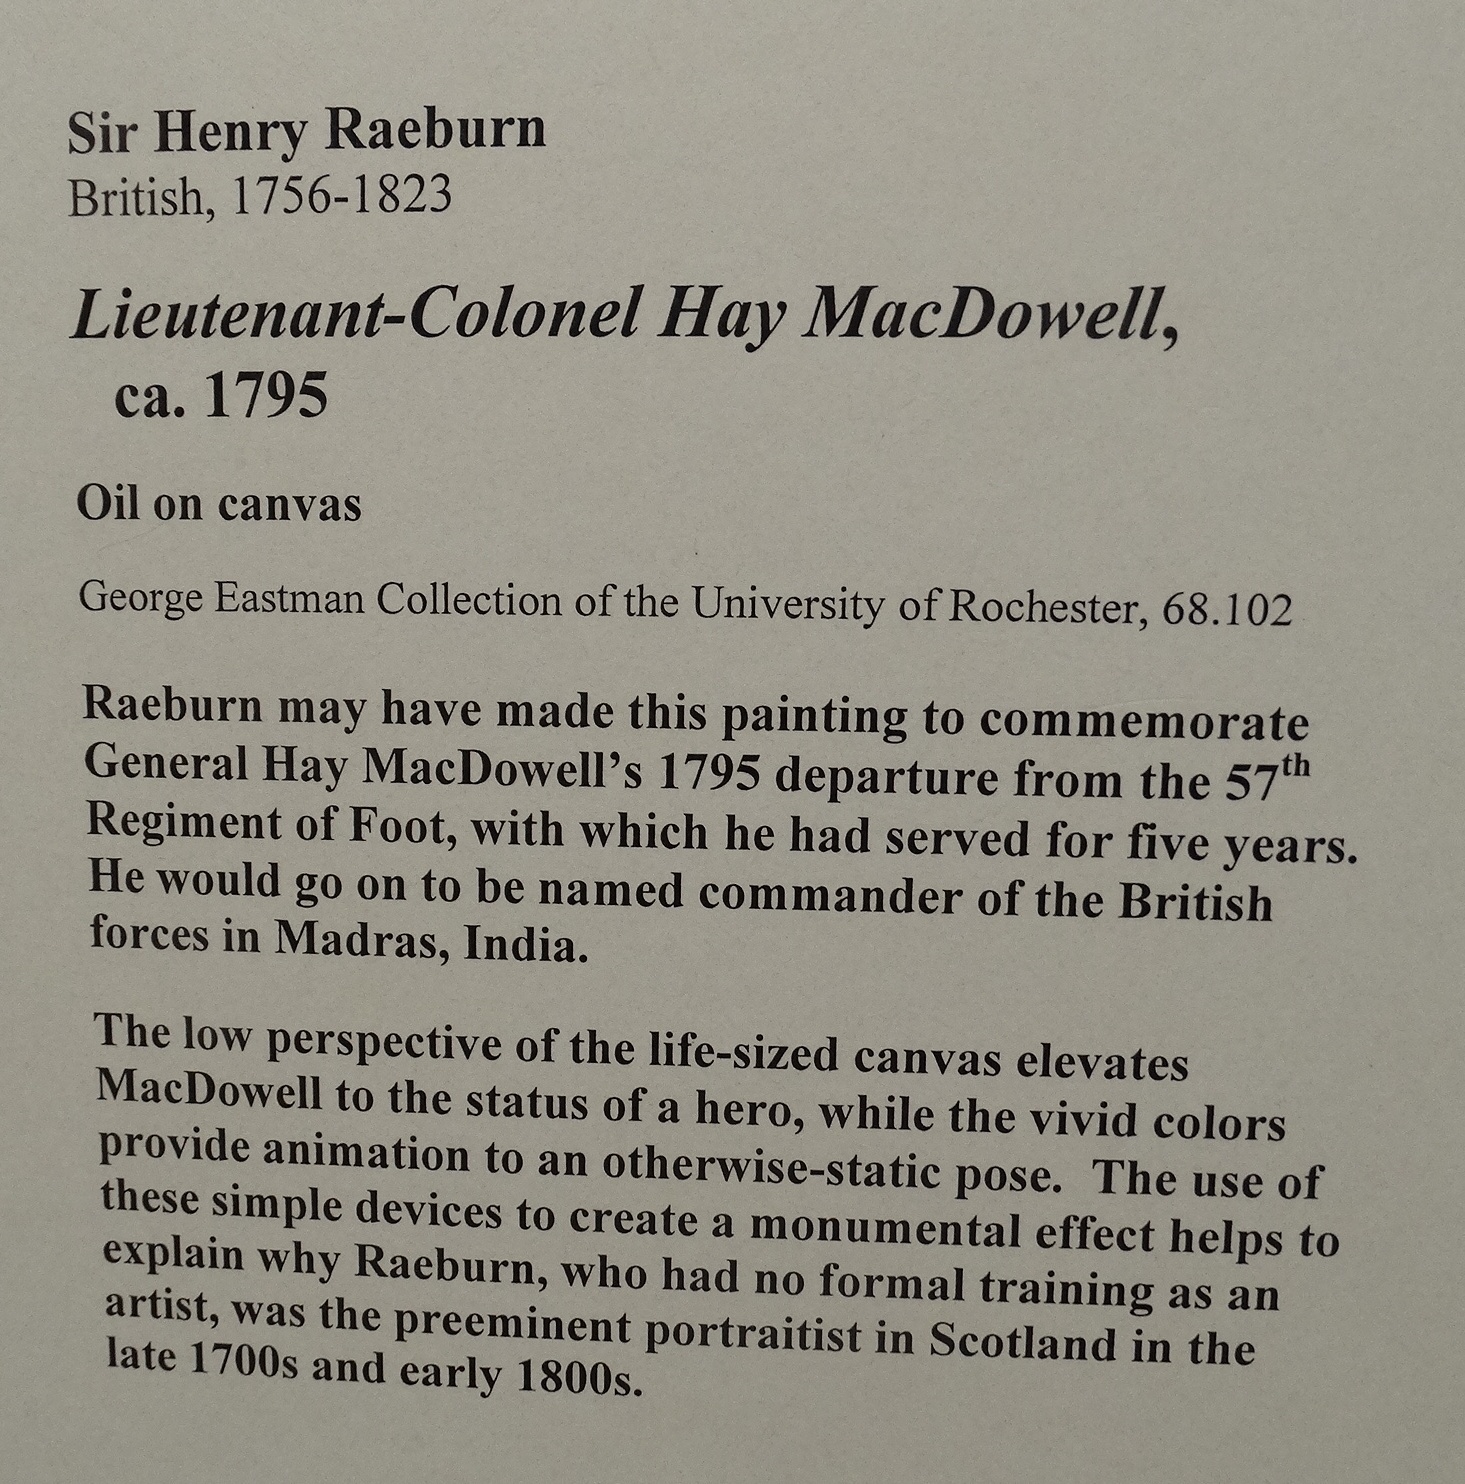 Sir Henry Raeburn
British, 1756-1823
Lieutenant-Colonel Hay MacDowell,
ca. 1795
Oil on canvas
George Eastman Collection of the University of Rochester, 68.102
Raeburn may have made this painting to commemorate
General Hay MacDowell’s 1795 departure from the 57th
Regiment of Foot, with which he had served for five years.
He would go on to be named commander of the British
forces in Madras, India.
The low perspective of the life-sized canvas elevates
MacDowell to the status of a hero, while the vivid colors
provide animation to an otherwise-static pose.  The use of
these simple devices to create a monumental effect helps to
explain why Raeburn, who had no formal training as an
artist, was the preeminent portraitist in Scotland in the
late 1700s and early 1800s.